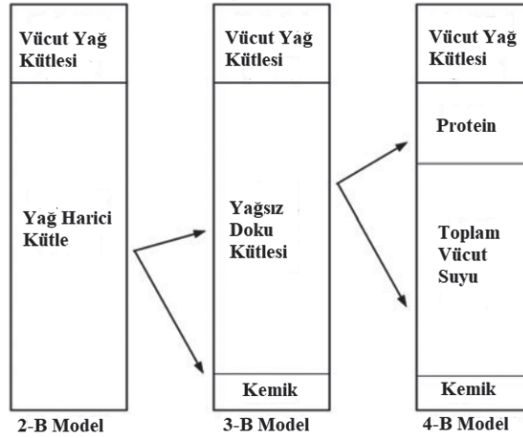 Vücut Yağ
Kütlesi
Yağ Harici
Kütle
2-B Model
Vücut Yağ
Kütlesi
Yağsız
Doku
Kütlesi
Kemik
3-B Model
Vücut Yağ
Kütlesi
Protein
Toplam
Vücut
Suyu
Kemik
4-B Model